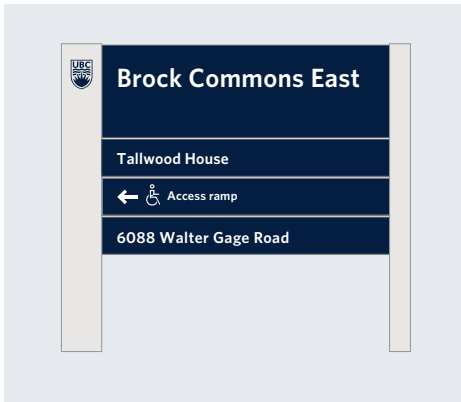 UBC
Brock Commons East
Tallwood House
Access ramp
6088 Walter Gage Road